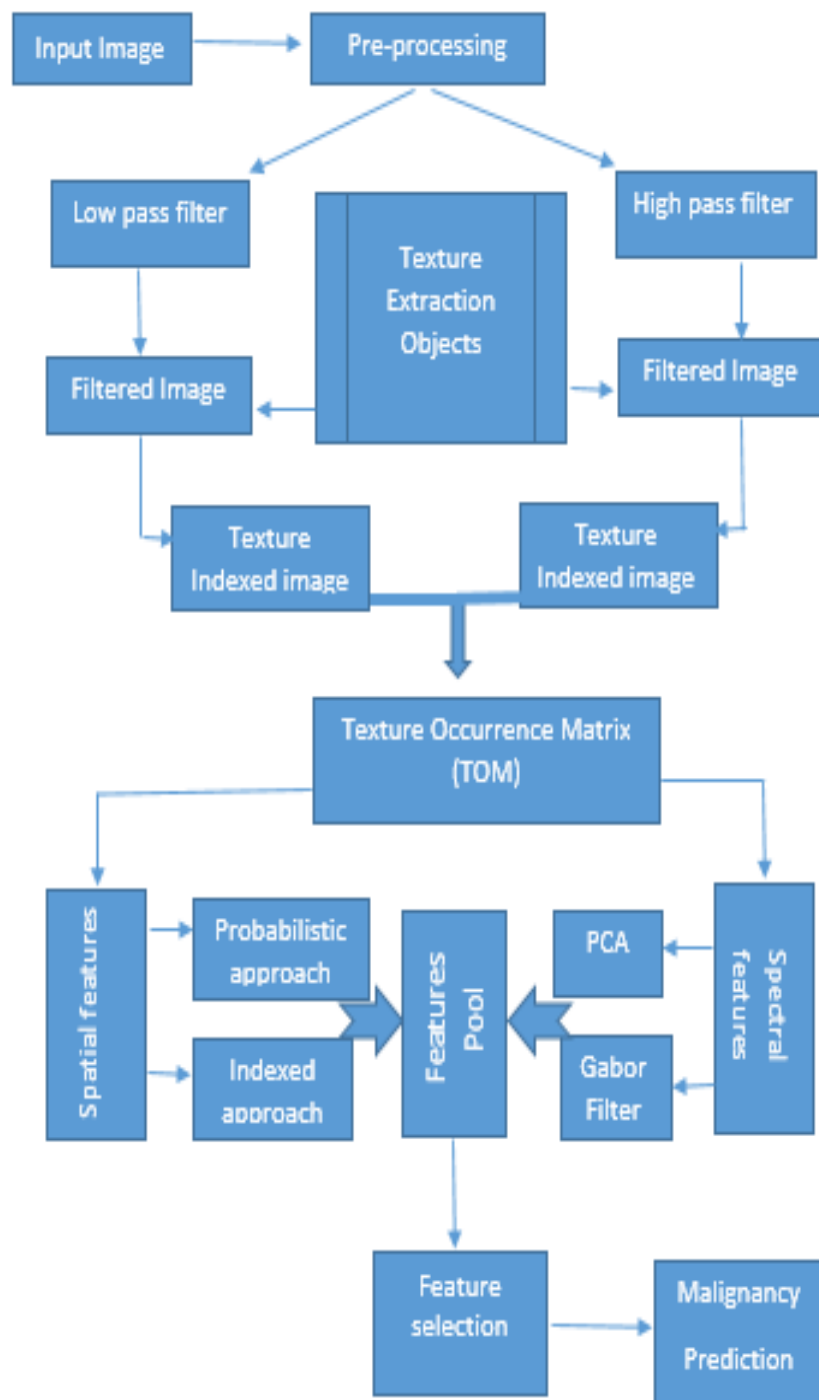 Input Image
Pre-processing
Low pass filter
High pass filter
Texture
Extraction
Objects
Filtered Image
Filtered Image
Texture
Indexed image
Texture
Indexed image
Texture Occurrence Matrix
(TOM)
Spatial features
Probabilistic
approach
Indexed
approach
Features
Pool
PCA
Gabor
Filter
Spectral
features
Feature
selection
Malignancy
Prediction